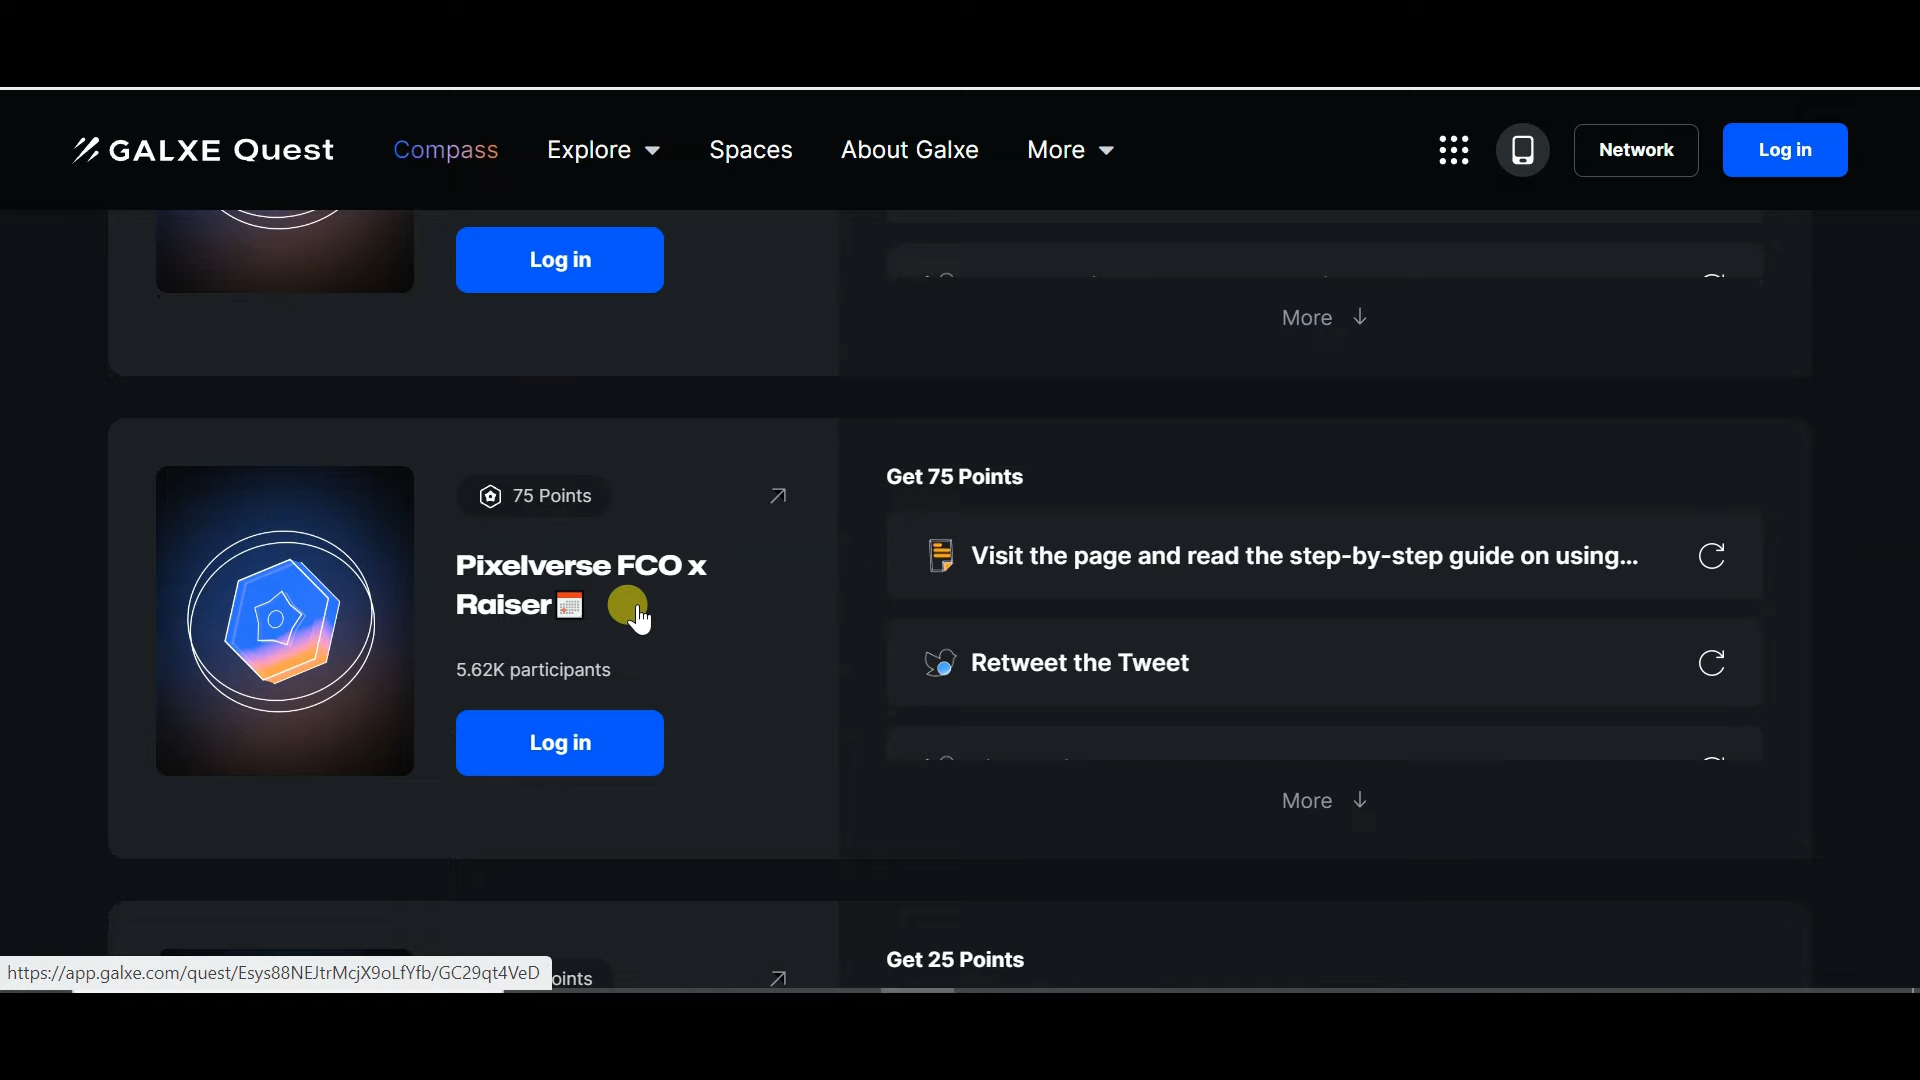 GALXE Quest
Compass
Explore
Spaces
About Galxe
More
Network
Log in
Log in
More
75 Points
Pixelverse FCO x
Raiser
5.62K participants
Log in
Get 75 Points
Visit the page and read the step-by-step guide on using...
Retweet the Tweet
More
oints
Get 25 Points
https://app.galxe.com/quest/Esys88NEJtrMcjX9oLfYfb/GC29qt4VeD